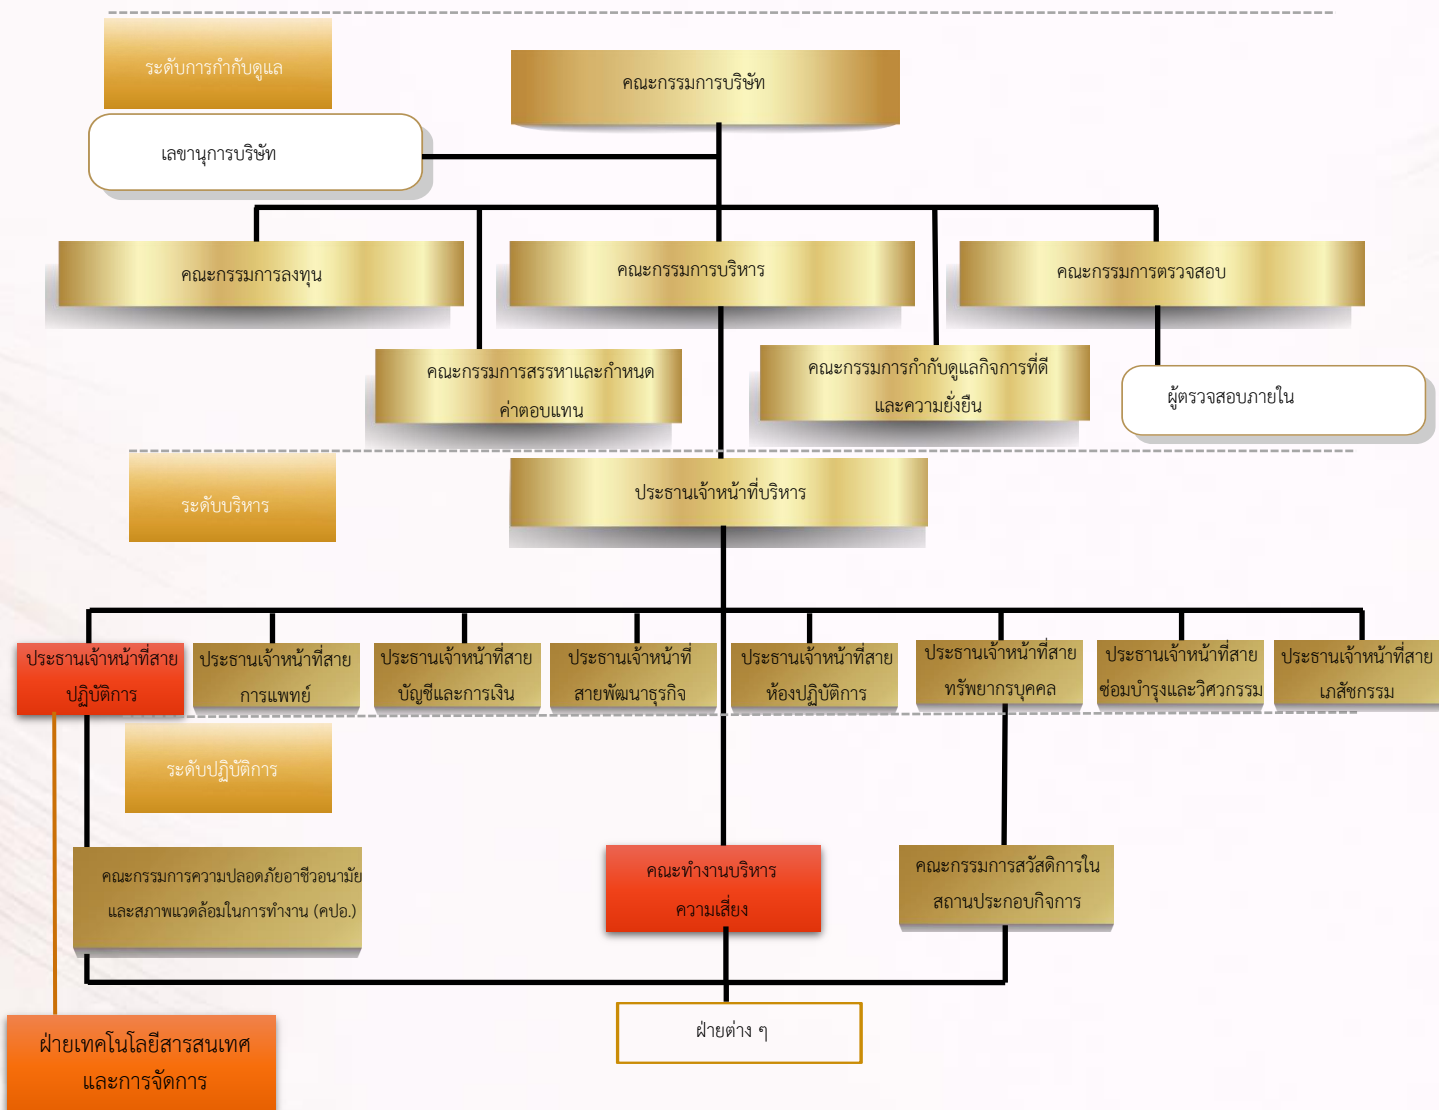 ระดับการกำกับดูแล
คณะกรรมการบริษัท
เลขานุการบริษัท
คณะกรรมการลงทุน
คณะกรรมการบริหาร
คณะกรรมการตรวจสอบ
คณะกรรมการสรรหาและกำหนด
ค่าตอบแทน
คณะกรรมการกำกับดูแลกิจการที่ดี
และความยั่งยืน
ผู้ตรวจสอบภายใน
ระดับบริหาร
ประธานเจ้าหน้าที่บริหาร
ประธานเจ้าหน้าที่สาย
ปฏิบัติการ
ประธานเจ้าหน้าที่สาย
การแพทย์
ประธานเจ้าหน้าที่สาย
บัญชีและการเงิน
ประธานเจ้าหน้าที่
สายพัฒนาธุรกิจ
ประธานเจ้าหน้าที่สาย
ห้องปฏิบัติการ
ประธานเจ้าหน้าที่สาย
ทรัพยากรบุคคล
ประธานเจ้าหน้าที่สาย
ซ่อมบำรุงและวิศวกรรม
ประธานเจ้าหน้าที่สาย
เภสัชกรรม
ระดับปฏิบัติการ
คณะกรรมการความปลอดภัยอาชีวอนามัย
และสภาพแวดล้อมในการทำงาน (คปอ.)
คณะทำงานบริหาร
ความเสี่ยง
คณะกรรมการสวัสดิการใน
สถานประกอบกิจการ
ฝ่ายต่าง ๆ
ฝ่ายเทคโนโลยีสารสนเทศ
และการจัดการ